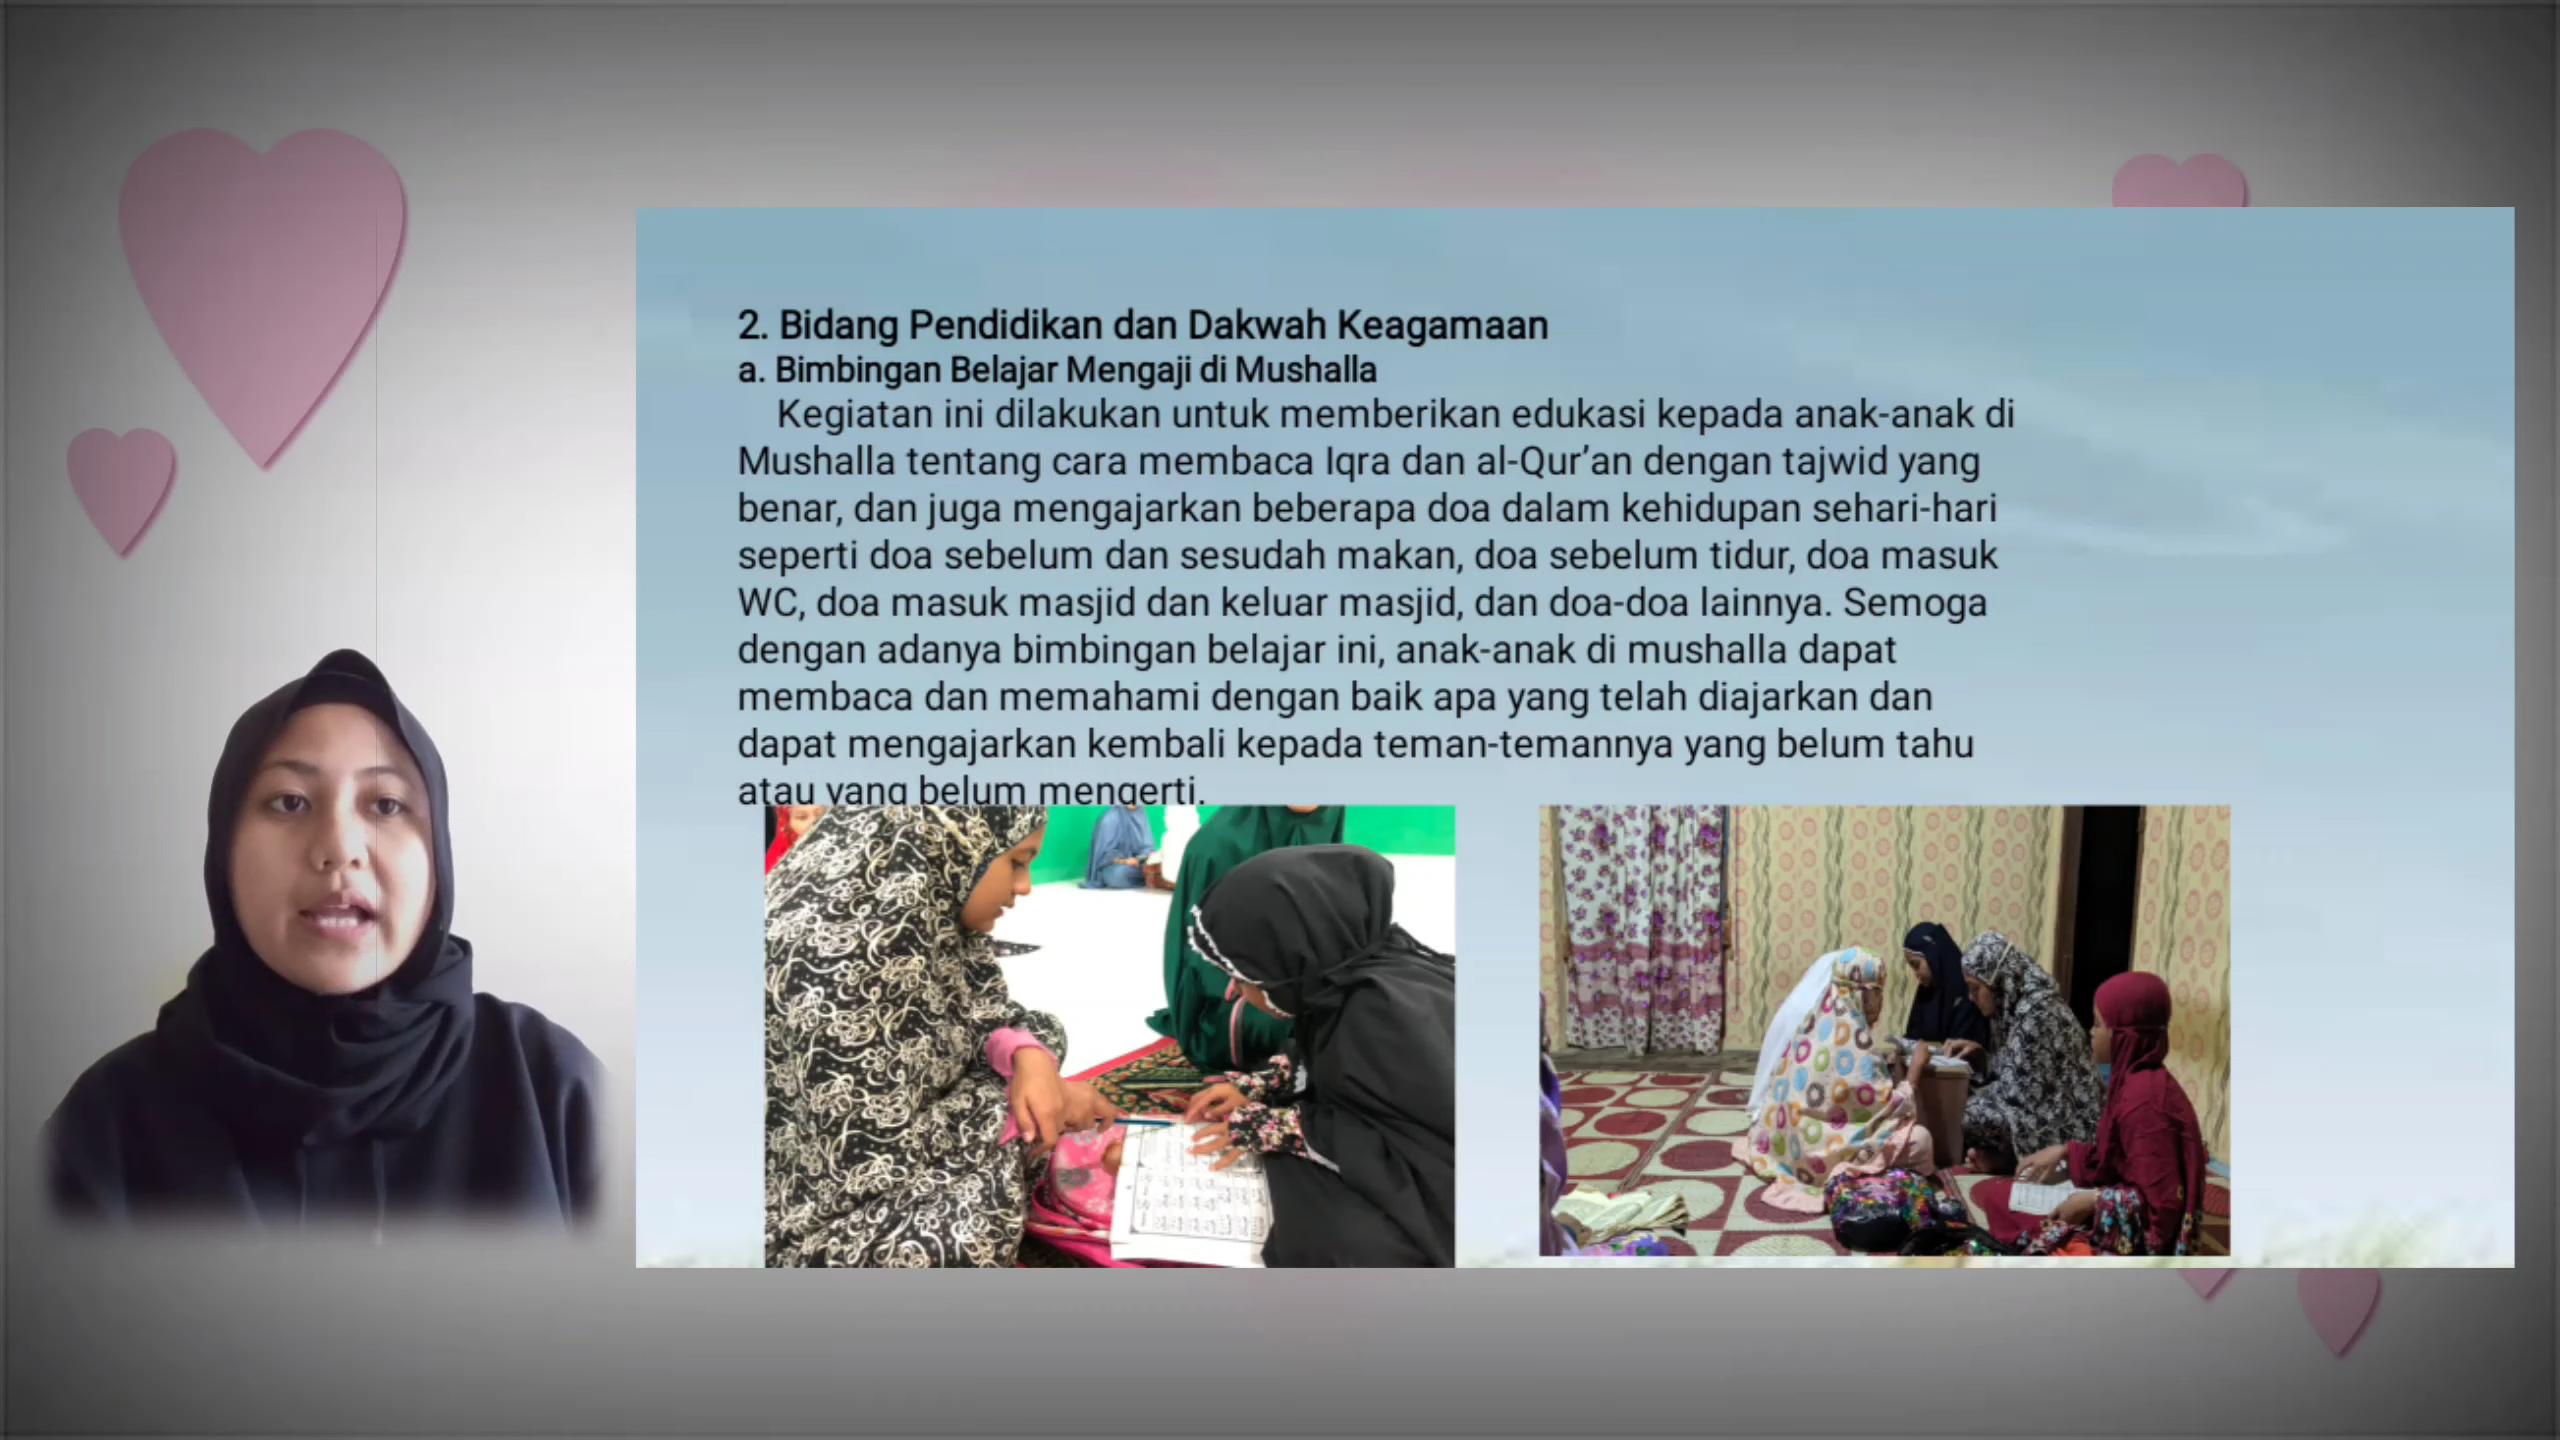 2. Bidang Pendidikan dan Dakwah Keagamaan
a. Bimbingan Belajar Mengaji di Mushalla
Kegiatan ini dilakukan untuk memberikan edukasi kepada anak-anak di
Mushalla tentang cara membaca Iqra dan al-Qur’an dengan tajwid yang
benar, dan juga mengajarkan beberapa doa dalam kehidupan sehari-hari
seperti doa sebelum dan sesudah makan, doa sebelum tidur, doa masuk
WC, doa masuk masjid dan keluar masjid, dan doa-doa lainnya. Semoga
dengan adanya bimbingan belajar ini, anak-anak di mushalla dapat
membaca dan memahami dengan baik apa yang telah diajarkan dan
dapat mengajarkan kembali kepada teman-temannya yang belum tahu
atau yang belum mengerti.